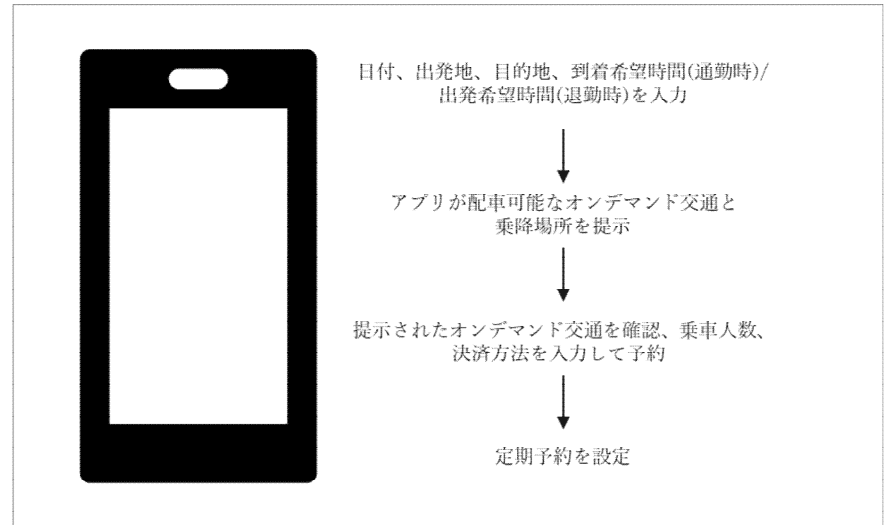 日付、出発地、目的地、到着希望時間(通勤時)/
出発希望時間(退勤時)を入力
アプリが配車可能なオンデマンド交通と
乗降場所を提示
提示されたオンデマンド交通を確認、乗車人数、
決済方法を入力して予約
定期予約を設定